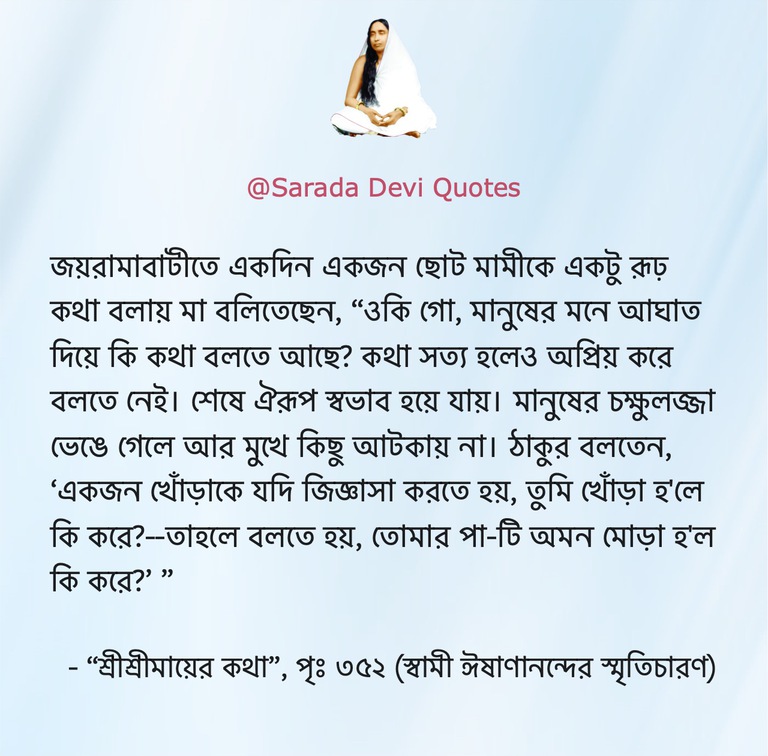 @Sarada Devi Quotes
জয়রামাবাটীতে একদিন একজন ছোট মামীকে একটু রূঢ়
কথা বলায় মা বলিতেছেন, “ওকি গো, মানুষের মনে আঘাত
দিয়ে কি কথা বলতে আছে? কথা সত্য হলেও অপ্রিয় করে
বলতে নেই। শেষে ঐরূপ স্বভাব হয়ে যায়। মানুষের চক্ষুলজ্জা
ভেঙে গেলে আর মুখে কিছু আটকায় না। ঠাকুর বলতেন,
‘একজন খোঁড়াকে যদি জিজ্ঞাসা করতে হয়, তুমি খোঁড়া হ'লে
কি করে?--তাহলে বলতে হয়, তোমার পা-টি অমন মোড়া হ'ল
কি করে?’ ”
- “শ্রীশ্রীমায়ের কথা”, পৃঃ ৩৫২ (স্বামী ঈষাণানন্দের স্মৃতিচারণ)